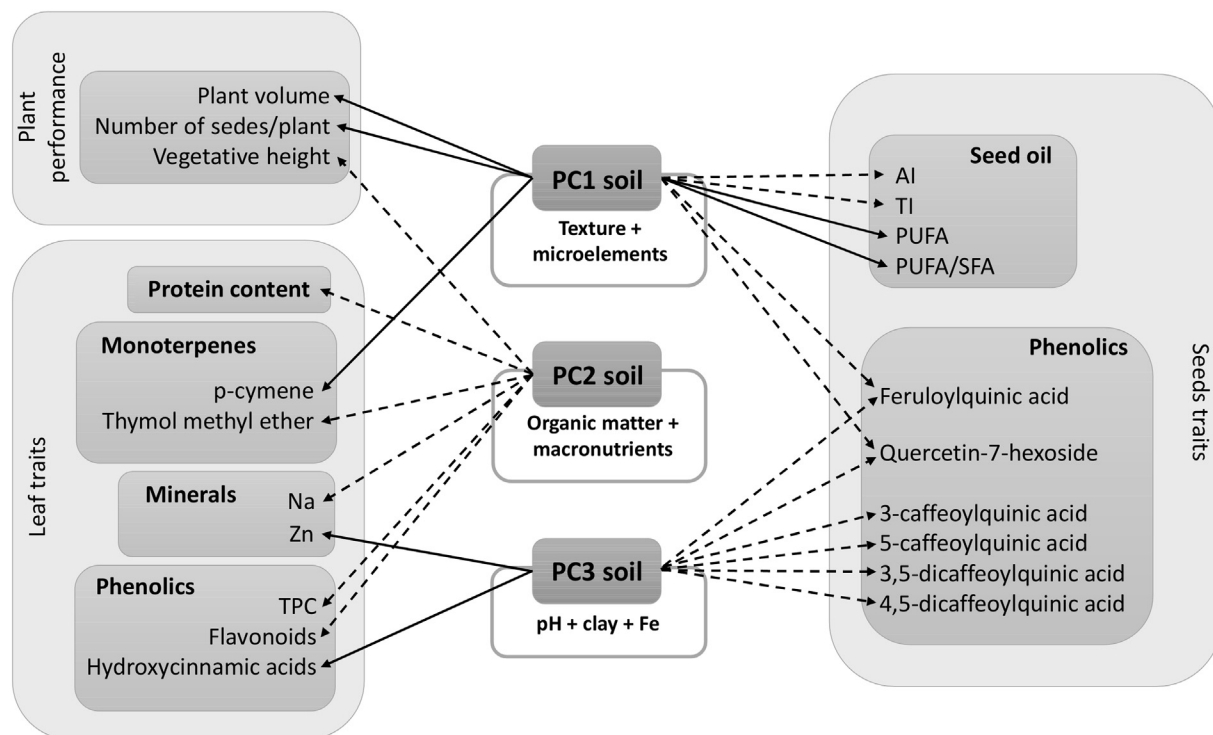 Plant
performance
Plant volume
Number of sedes/plant
Vegetative height
Leaf traits
Protein content
Monoterpenes
p-cymene
Thymol methyl ether
Minerals
Na
Zn
Phenolics
TPC
Flavonoids
Hydroxycinnamic acids
PC1 soil
Texture +
microelements
PC2 soil
Organic matter +
macronutrients
PC3 soil
pH + clay + Fe
Seeds traits
Seed oil
AI
TI
PUFA
PUFA/SFA
Phenolics
Feruloylquinic acid
Quercetin-7-hexoside
3-caffeoylquinic acid
5-caffeoylquinic acid
3,5-dicaffeoylquinic acid
4,5-dicaffeoylquinic acid